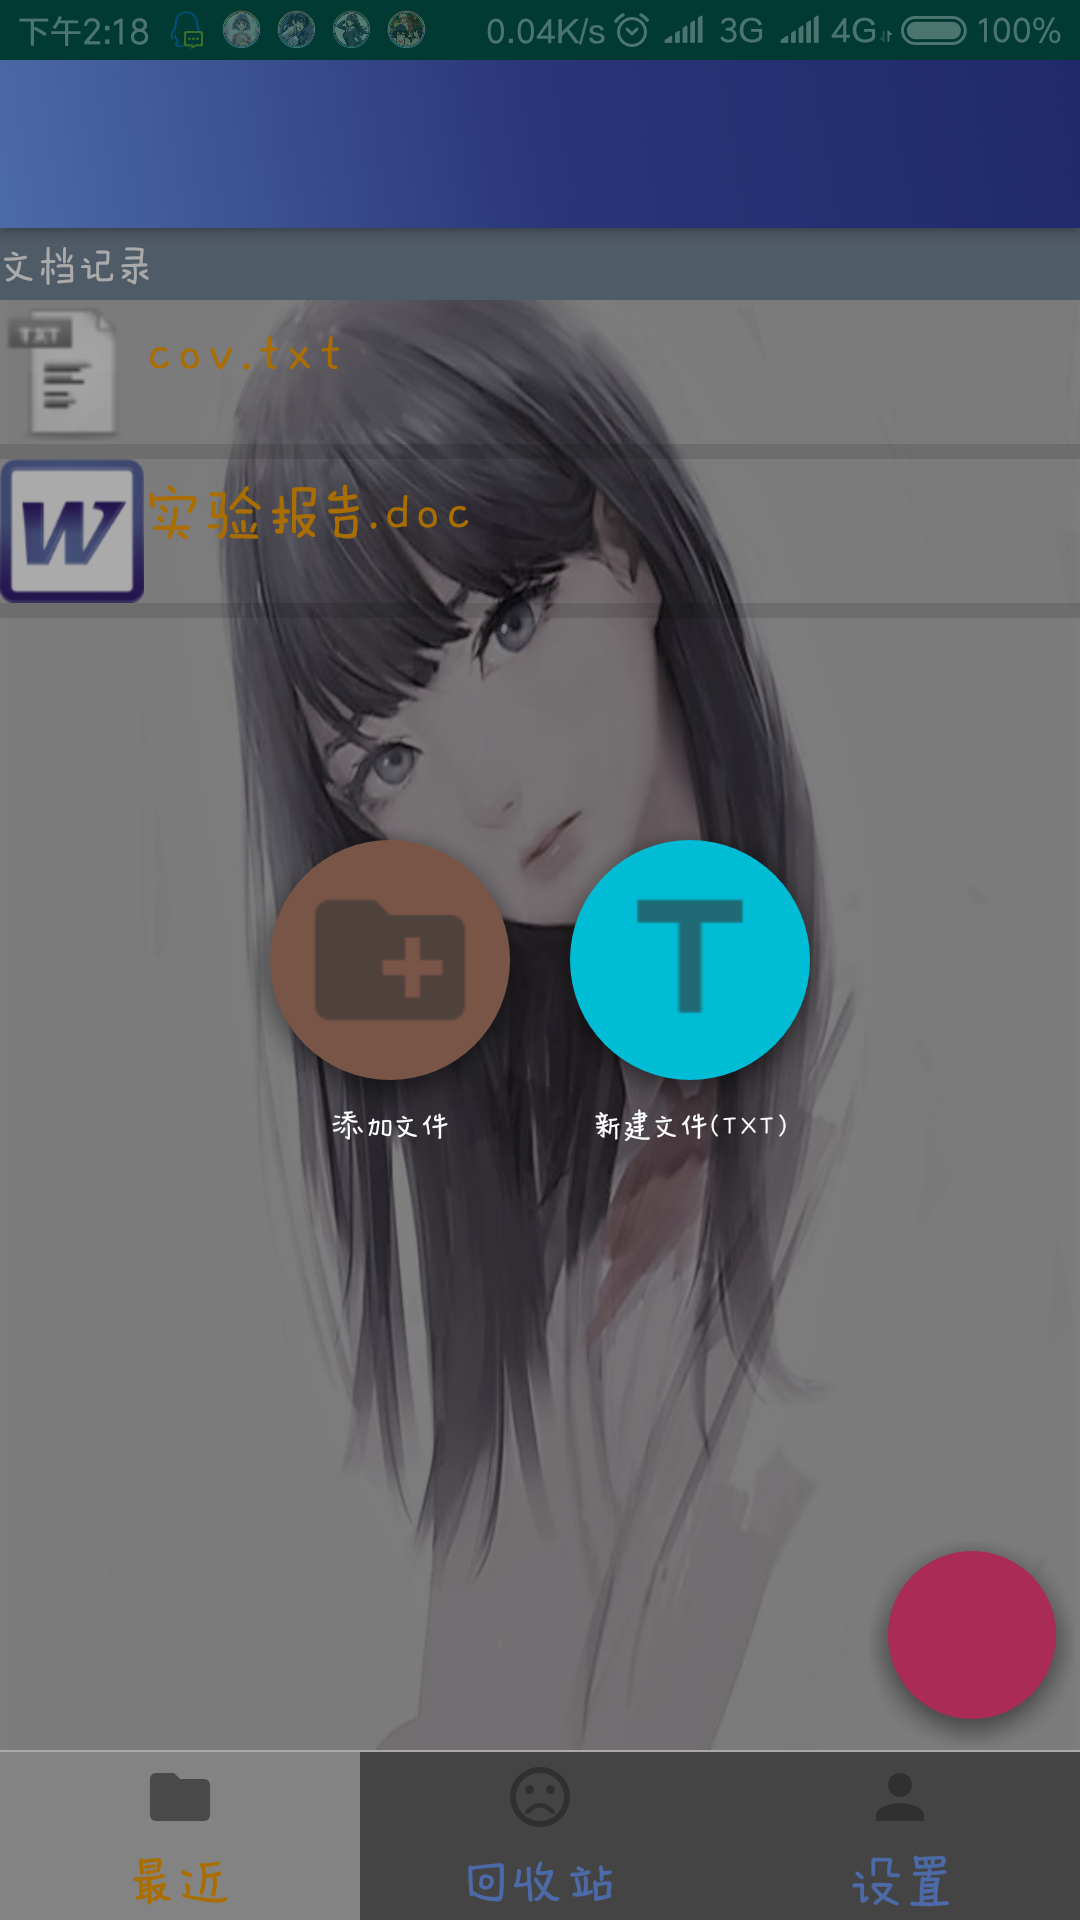 下午2:18 0.04K/s 3G 4G 100%
文档记录
TXT
cov.txt
W
实验报告.doc
T
添加文件 新建文件(TXT)
最近 回收站 设置